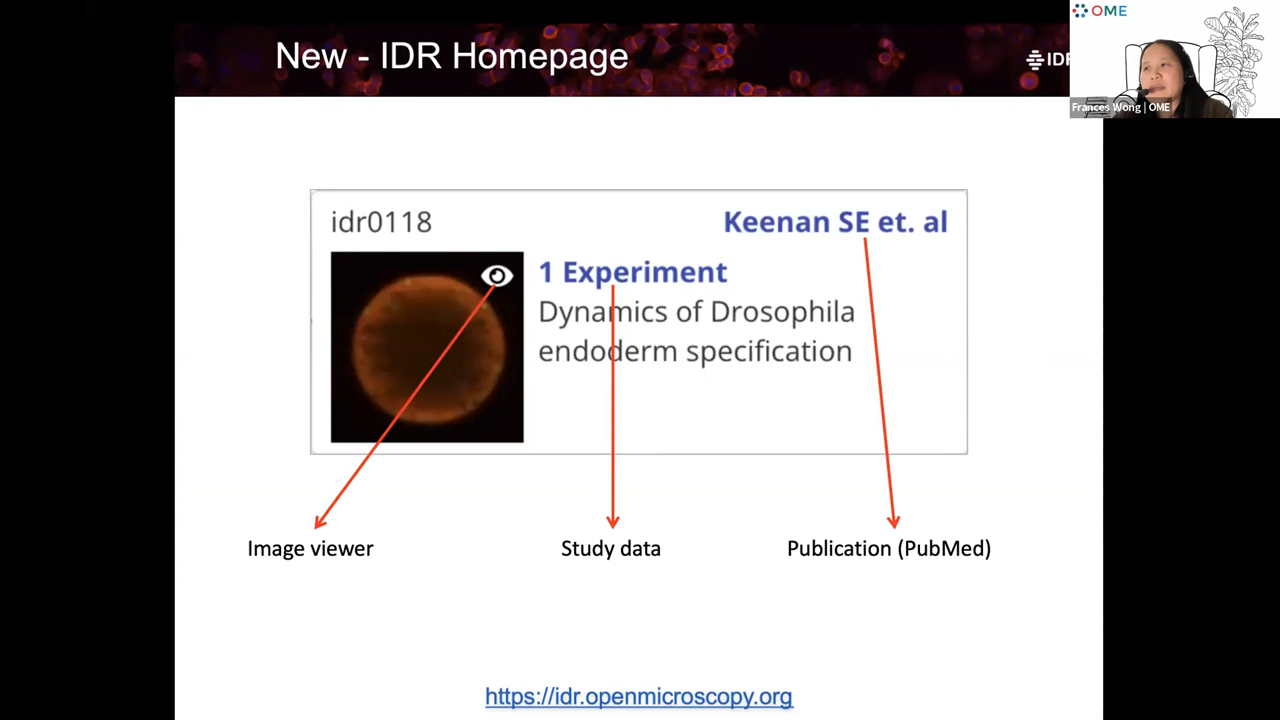 New - IDR Homepage
IDR
OME
Frances Wong | OME
idr0118
Keenan SE et. al
1 Experiment
Dynamics of Drosophila
endoderm specification
Image viewer
Study data
Publication (PubMed)
https://idr.openmicroscopy.org